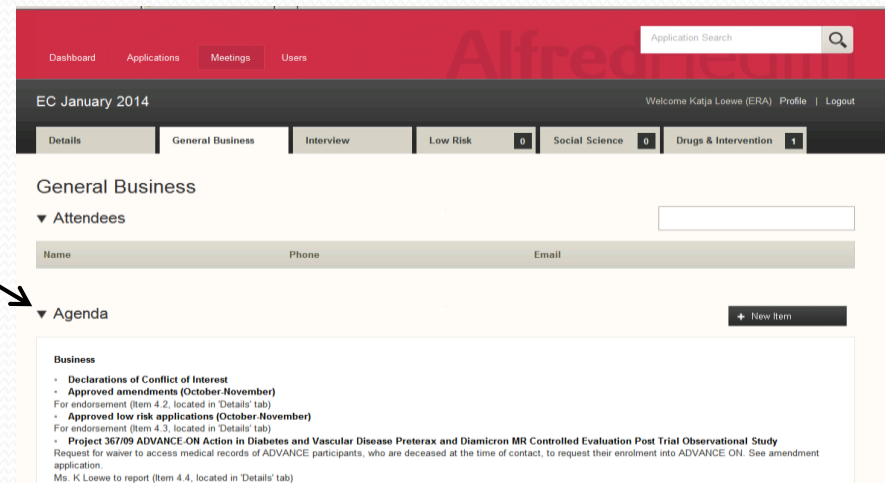 AlfredHealth
Application Search
Dashboard Applications Meetings Users
EC January 2014
Welcome Katja Loewe (ERA) Profile | Logout
Details General Business Interview Low Risk 0 Social Science 0 Drugs & Intervention 1
General Business
Attendees
Name Phone Email
Agenda
+ New Item
Business
• Declarations of Conflict of Interest
• Approved amendments (October-November)
For endorsement (Item 4.2, located in 'Details' tab)
• Approved low risk applications (October-November)
For endorsement (Item 4.3, located in 'Details' tab)
• Project 367/09 ADVANCE-ON Action in Diabetes and Vascular Disease Preterax and Diamicron MR Controlled Evaluation Post Trial Observational Study
Request for waiver to access medical records of ADVANCE participants, who are deceased at the time of contact, to request their enrolment into ADVANCE ON. See amendment
application.
Ms. K Loewe to report (Item 4.4, located in 'Details' tab)